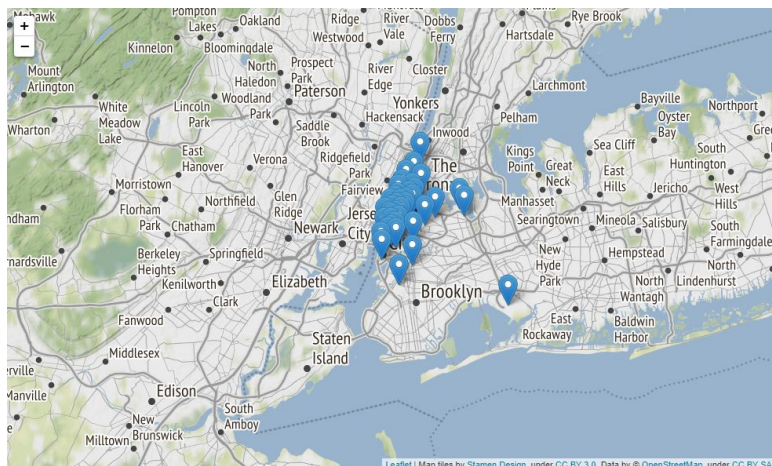 Mohawk
Pompton
Lakes
Oakland
Ridge
Westwood
River
Vale
Dobbs
Ferry
Hartsdale
Rye Brook
+
−
Kinnelon
Bloomingdale
Mount
Arlington
North
Haledon
Prospect
Park
River
Edge
Closter
Yonkers
Larchmont
Paterson
Woodland
Park
Hackensack
White
Meadow
Lake
Lincoln
Park
Saddle
Brook
Inwood
Pelham
Bayville
Northport
Wharton
Oyster
Bay
East
Hanover
Verona
Ridgefield
Park
The
Kings
Point
Great
Neck
Sea Cliff
South
Huntington
Morristown
Glen
Ridge
Fairview
Manhasset
East
Hills
Jericho
West
Hills
Florham
Park
Northfield
Chatham
Newark
Jerse
City
Searingtown
Mineola
Salisbury
South
Farmingdale
Berkeley
Heights
Springfield
New
Hyde
Park
Hempstead
North
Lindenhurst
Kenilworth
Elizabeth
Brooklyn
North
Wantagh
Fanwood
Clark
East
Rockaway
Baldwin
Harbor
Middlesex
Staten
Island
Edison
Manville
New
Brunswick
South
Amboy
Milltown
Leaflet | Map tiles by Stamen Design, under CC BY 3.0. Data by © OpenStreetMap, under CC BY SA